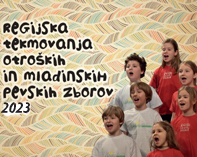 Regijska
tekmovanja
otroških
in mladinskih
pevskih zborov
2023